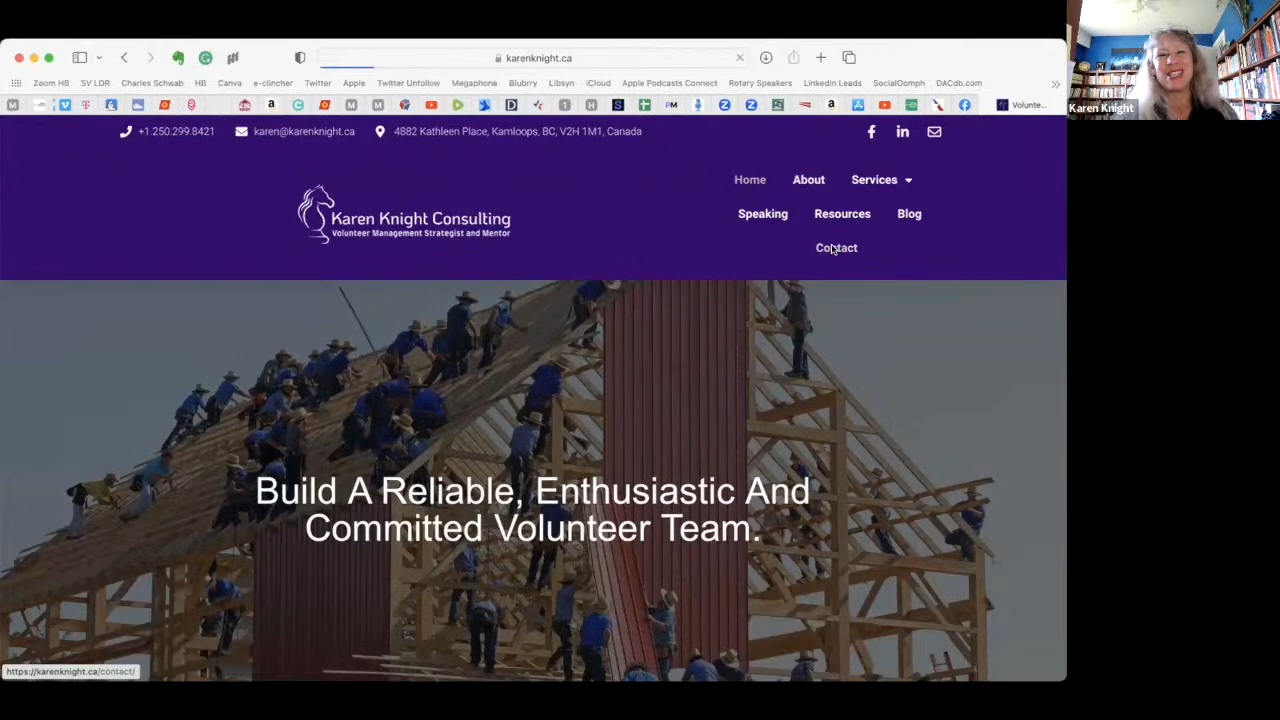 karenknight.ca
Zoom HB SV LDR Charles Schwab HB Canva e-clincher Twitter Apple Twitter Unfollow Megaphone Blubrry Libsyn iCloud Apple Podcasts Connect Rotary Speakers LinkedIn Leads SocialOomph DACdb.com
Volunte...
Karen Knight
+1.250.299.8421 karen@karenknight.ca 4882 Kathleen Place, Kamloops, BC, V2H 1M1, Canada
Home About Services
Karen Knight Consulting
Volunteer Management Strategist and Mentor
Speaking Resources Blog
Contact
Build A Reliable, Enthusiastic And
Committed Volunteer Team.
https://karenknight.ca/contact/